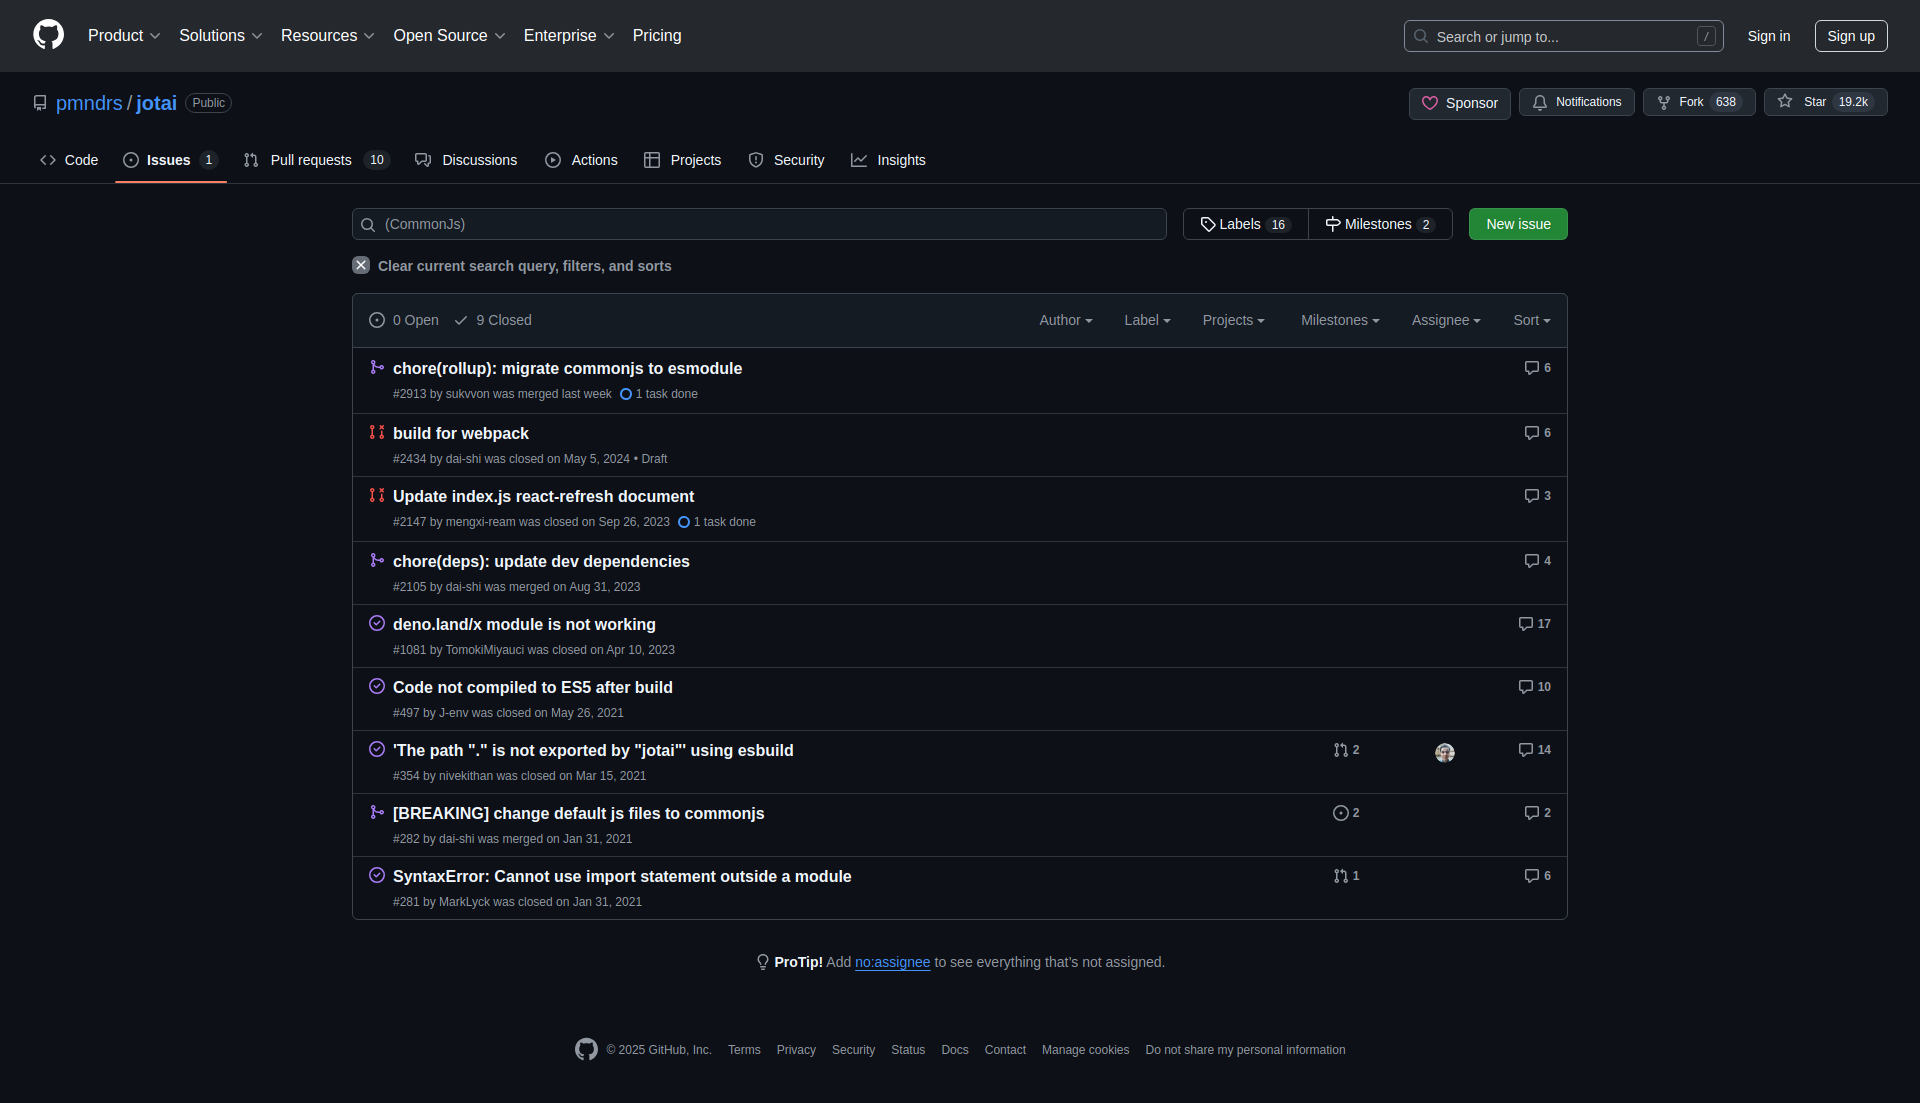 Product Solutions Resources Open Source Enterprise Pricing Search or jump to... / Sign in Sign up
pmndrs / jotai Public Sponsor Notifications Fork 638 Star 19.2k
Code Issues 1 Pull requests 10 Discussions Actions Projects Security Insights
(CommonJs) Labels 16 Milestones 2 New issue
Clear current search query, filters, and sorts
0 Open 9 Closed Author Label Projects Milestones Assignee Sort
chore(rollup): migrate commonjs to esmodule 6
#2913 by sukvvon was merged last week 1 task done
build for webpack 6
#2434 by dai-shi was closed on May 5, 2024 • Draft
Update index.js react-refresh document 3
#2147 by mengxi-ream was closed on Sep 26, 2023 1 task done
chore(deps): update dev dependencies 4
#2105 by dai-shi was merged on Aug 31, 2023
deno.land/x module is not working 17
#1081 by TomokiMiyauci was closed on Apr 10, 2023
Code not compiled to ES5 after build 10
#497 by J-env was closed on May 26, 2021
'The path "." is not exported by "jotai"' using esbuild 2 14
#354 by nivekithan was closed on Mar 15, 2021
[BREAKING] change default js files to commonjs 2 2
#282 by dai-shi was merged on Jan 31, 2021
SyntaxError: Cannot use import statement outside a module 1 6
#281 by MarkLyck was closed on Jan 31, 2021
ProTip! Add no:assignee to see everything that’s not assigned.
© 2025 GitHub, Inc. Terms Privacy Security Status Docs Contact Manage cookies Do not share my personal information